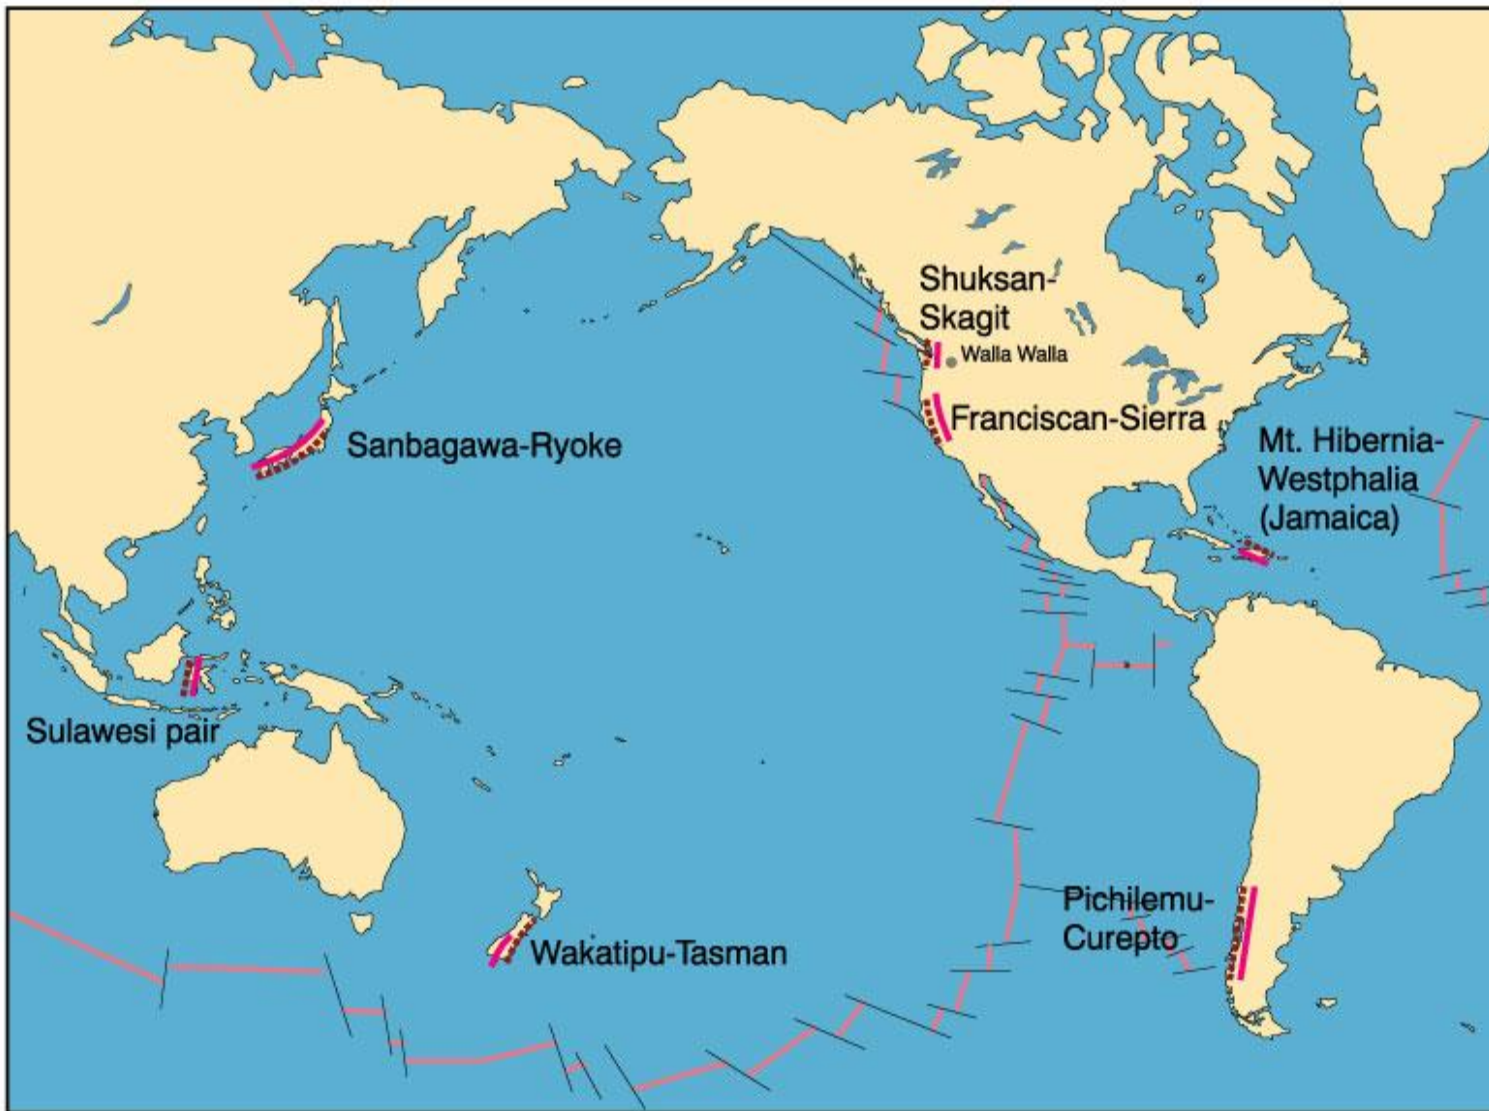 Shuksan-
Skagit
Walla Walla
Franciscan-Sierra
Sanbagawa-Ryoke
Mt. Hibernia-
Westphalia
(Jamaica)
Sulawesi pair
Wakatipu-Tasman
Pichilemu-
Curepto